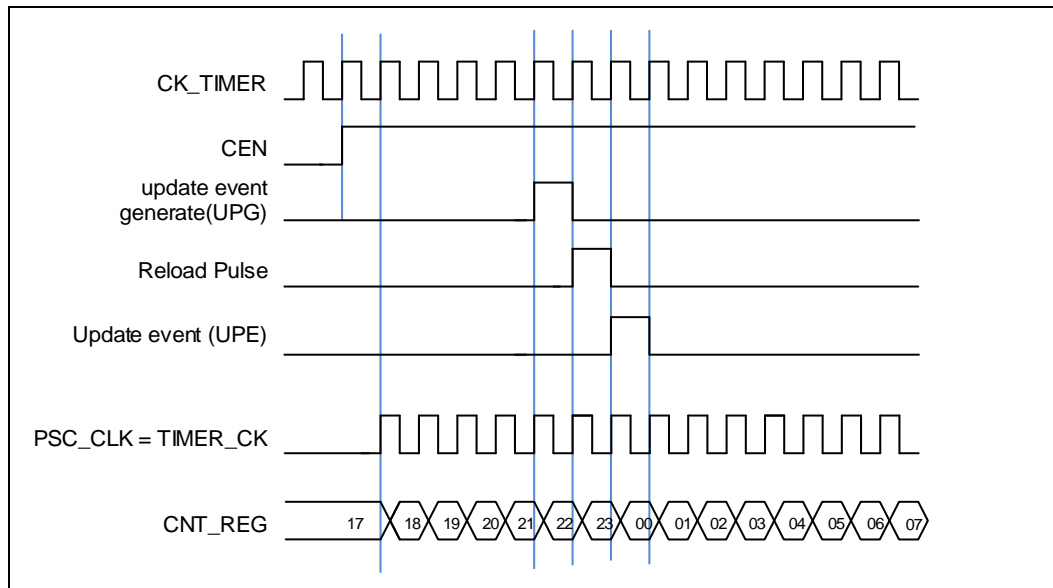 CK_TIMER
CEN
update event
generate(UPG)
Reload Pulse
Update event (UPE)
PSC_CLK = TIMER_CK
CNT_REG 17 18 19 20 21 22 23 00 01 02 03 04 05 06 07